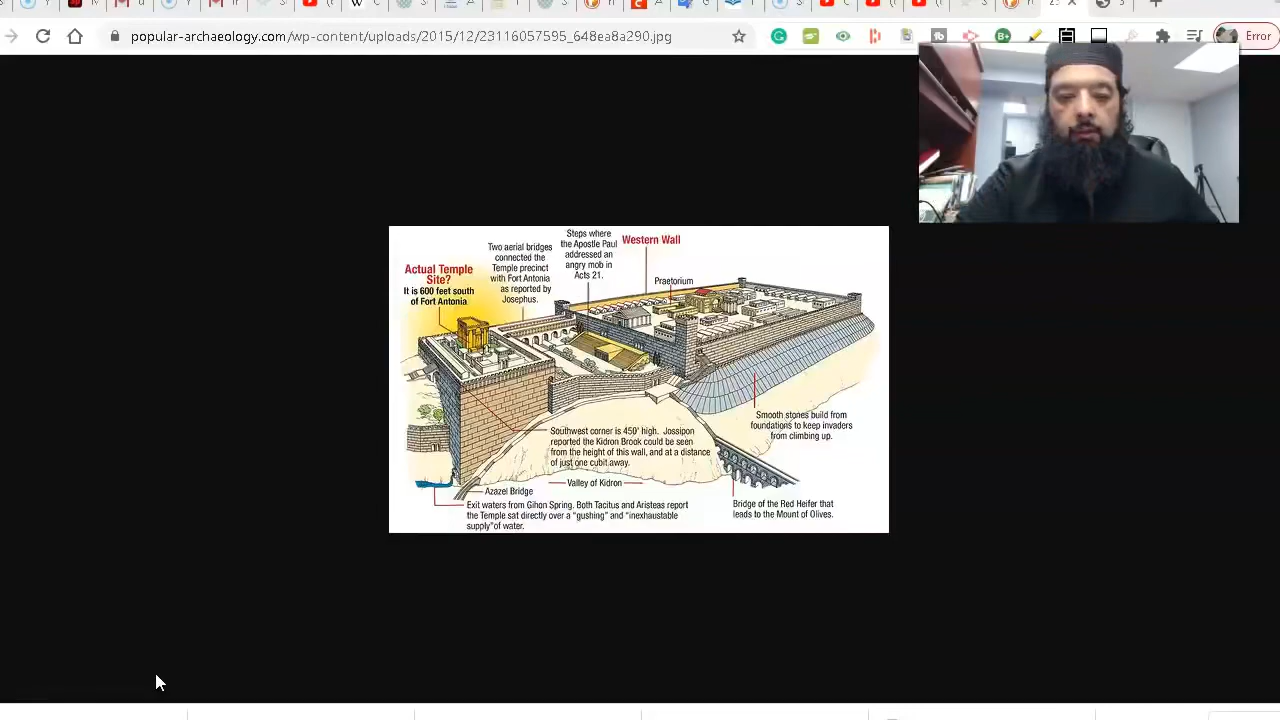 popular-archaeology.com/wp-content/uploads/2015/12/23116057595_648ea8a290.jpg
Error
Actual Temple
Site?
It is 600 feet south
of Fort Antonia
Two aerial bridges
connected the
Temple precinct
with Fort Antonia
as reported by
Josephus.
Steps where
the Apostle Paul
addressed an
angry mob in
Acts 21.
Western Wall
Praetorium
Smooth stones build from
foundations to keep invaders
from climbing up.
Southwest corner is 450' high. Josippon
reported the Kidron Brook could be seen
from the height of this wall, and at a distance
of just one cubit away.
Valley of Kidron
Azazel Bridge
Exit waters from Gihon Spring. Both Tacitus and Aristeas report
the Temple sat directly over a "gushing" and "inexhaustable
supply"of water.
Bridge of the Red Heifer that
leads to the Mount of Olives.